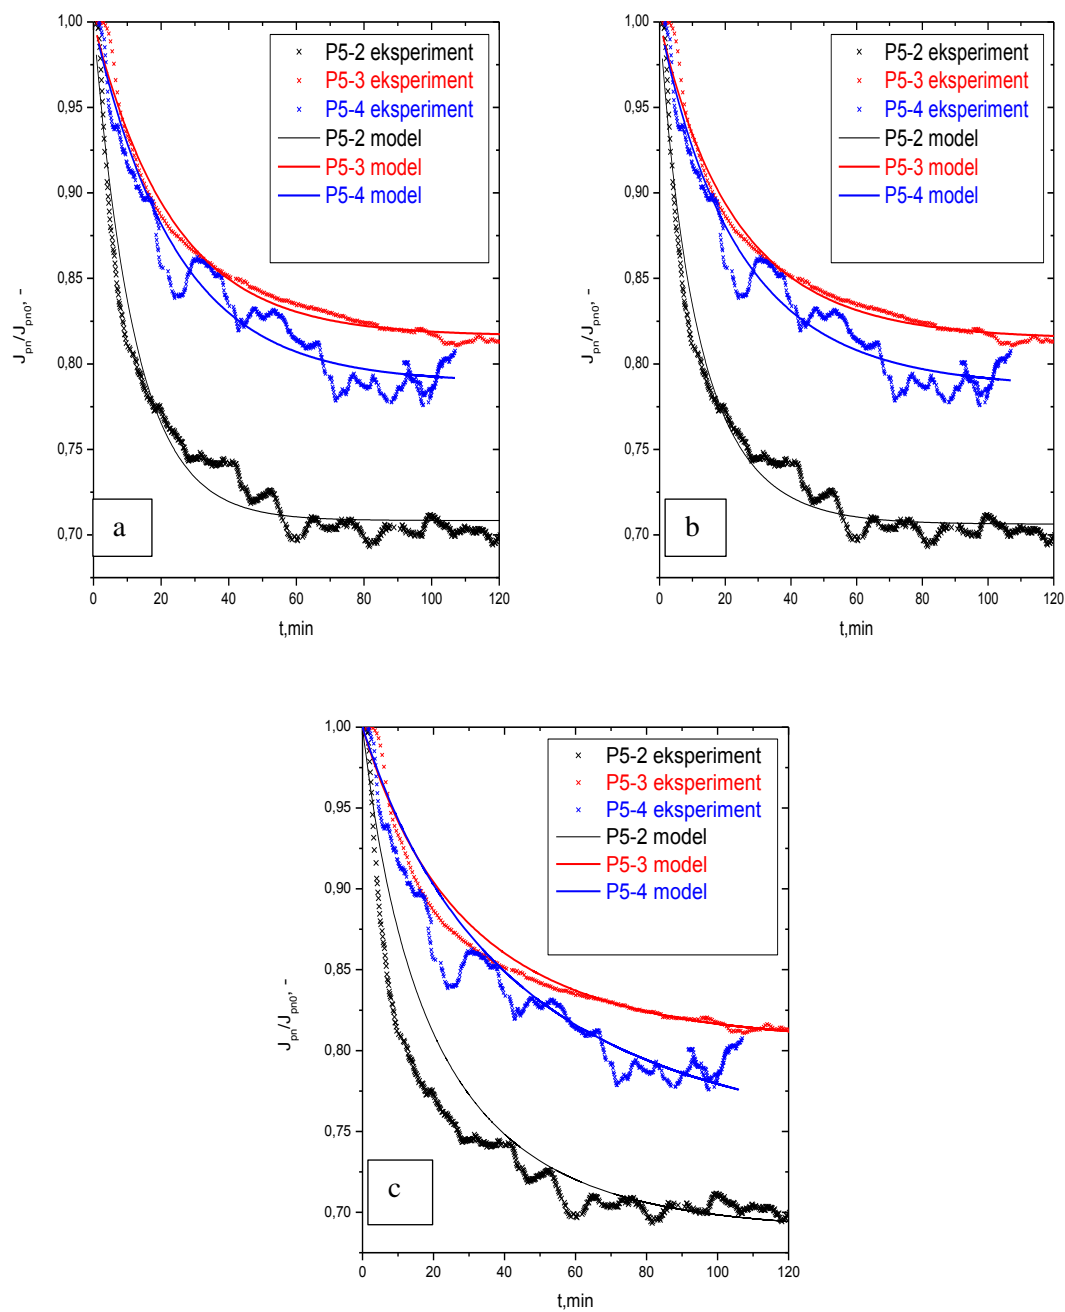 a
1,00
0,95
0,90
0,85
0,80
0,75
0,70
J_pn/J_pn0, -
P5-2 eksperiment
P5-3 eksperiment
P5-4 eksperiment
P5-2 model
P5-3 model
P5-4 model
0 20 40 60 80 100 120
t,min
b
1,00
0,95
0,90
0,85
0,80
0,75
0,70
J_pn/J_pn0, -
P5-2 eksperiment
P5-3 eksperiment
P5-4 eksperiment
P5-2 model
P5-3 model
P5-4 model
0 20 40 60 80 100 120
t,min
c
1,00
0,95
0,90
0,85
0,80
0,75
0,70
J_pn/J_pn0, -
P5-2 eksperiment
P5-3 eksperiment
P5-4 eksperiment
P5-2 model
P5-3 model
P5-4 model
0 20 40 60 80 100 120
t,min